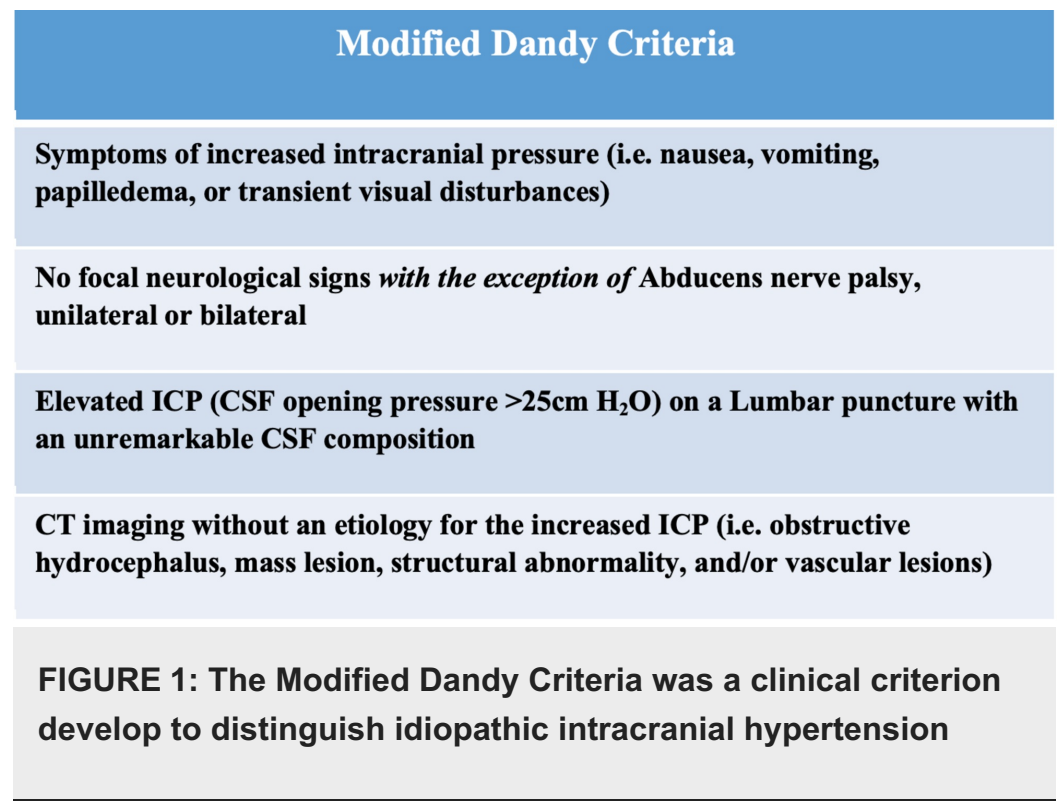 Modified Dandy Criteria
Symptoms of increased intracranial pressure (i.e. nausea, vomiting,
papilledema, or transient visual disturbances)
No focal neurological signs with the exception of Abducens nerve palsy,
unilateral or bilateral
Elevated ICP (CSF opening pressure >25cm H₂O) on a Lumbar puncture with
an unremarkable CSF composition
CT imaging without an etiology for the increased ICP (i.e. obstructive
hydrocephalus, mass lesion, structural abnormality, and/or vascular lesions)
FIGURE 1: The Modified Dandy Criteria was a clinical criterion
develop to distinguish idiopathic intracranial hypertension